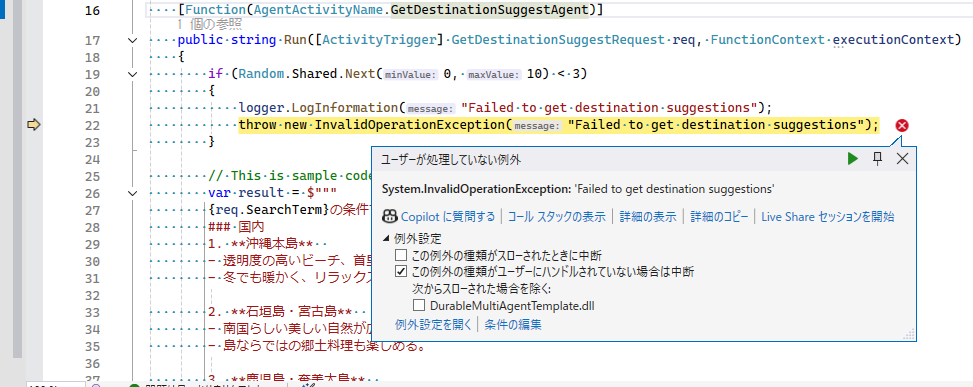 16 [Function(AgentActivityName.GetDestinationSuggestAgent)]
1 個の参照
17 public string Run([ActivityTrigger] GetDestinationSuggestRequest req, FunctionContext executionContext)
18 {
19 if (Random.Shared.Next(minValue: 0, maxValue: 10) < 3)
20 {
21 logger.LogInformation(message: "Failed to get destination suggestions");
22 throw new InvalidOperationException(message: "Failed to get destination suggestions");
23 }
24
ユーザーが処理していない例外
System.InvalidOperationException: 'Failed to get destination suggestions'
Copilot に質問する | コール スタックの表示 | 詳細の表示 | 詳細のコピー | Live Share セッションを開始
例外設定
この例外の種類がスローされたときに中断
この例外の種類がユーザーにハンドルされていない場合は中断
次からスローされた場合を除く:
DurableMultiAgentTemplate.dll
例外設定を開く | 条件の編集
25 // This is sample code
26 var result = $"""
27 {req.SearchTerm}の条件
28 ### 国内
29 1. **沖縄本島**
30 - 透明度の高いビーチ、首里
31 - 冬でも暖かく、リラックス
32
33 2. **石垣島・宮古島**
34 - 南国らしい美しい自然が広
35 - 島ならではの郷土料理も楽しめる。
36
37 3. **鹿児島・奄美大島**